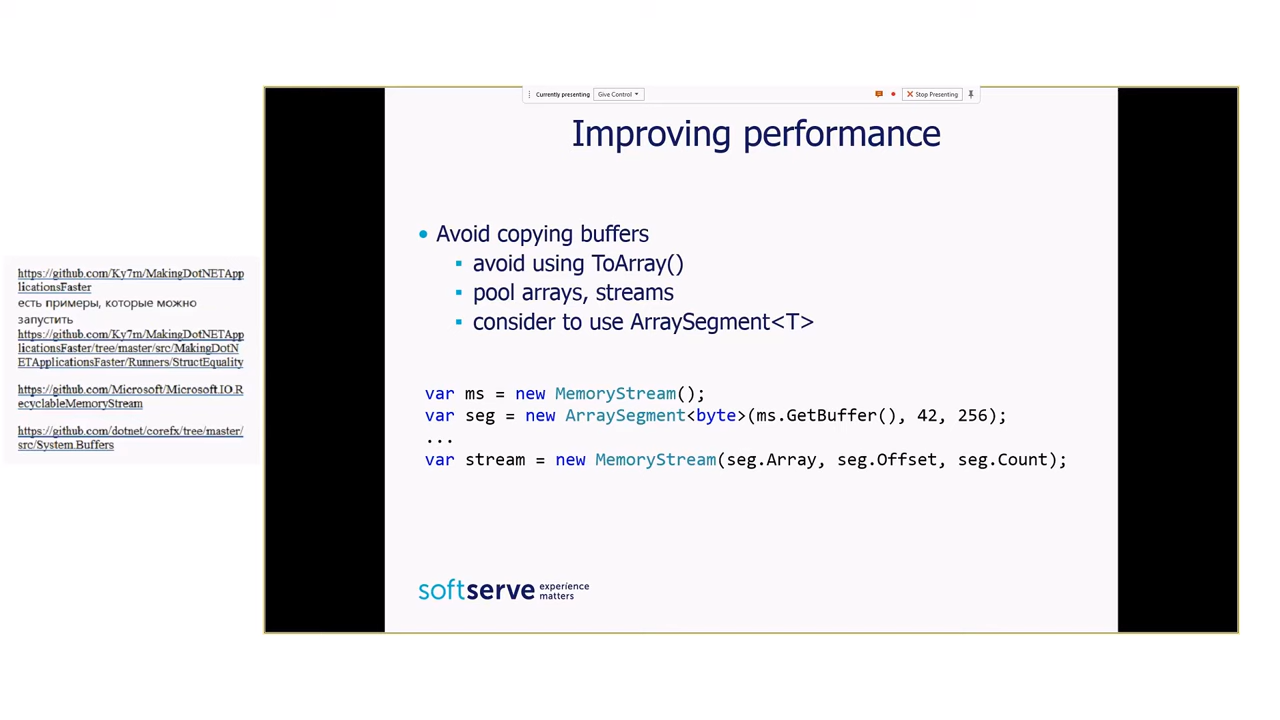 Currently presenting Give Control Stop Presenting
Improving performance
• Avoid copying buffers
▪ avoid using ToArray()
▪ pool arrays, streams
▪ consider to use ArraySegment<T>
var ms = new MemoryStream();
var seg = new ArraySegment<byte>(ms.GetBuffer(), 42, 256);
...
var stream = new MemoryStream(seg.Array, seg.Offset, seg.Count);
softserve experience
matters
https://github.com/Ky7m/MakingDotNETApp
licationsFaster
есть примеры, которые можно
запустить
https://github.com/Ky7m/MakingDotNETApp
licationsFaster/tree/master/src/MakingDotN
ETApplicationsFaster/Runners/StructEquality
https://github.com/Microsoft/Microsoft.IO.R
ecyclableMemoryStream
https://github.com/dotnet/corefx/tree/master/
src/System.Buffers